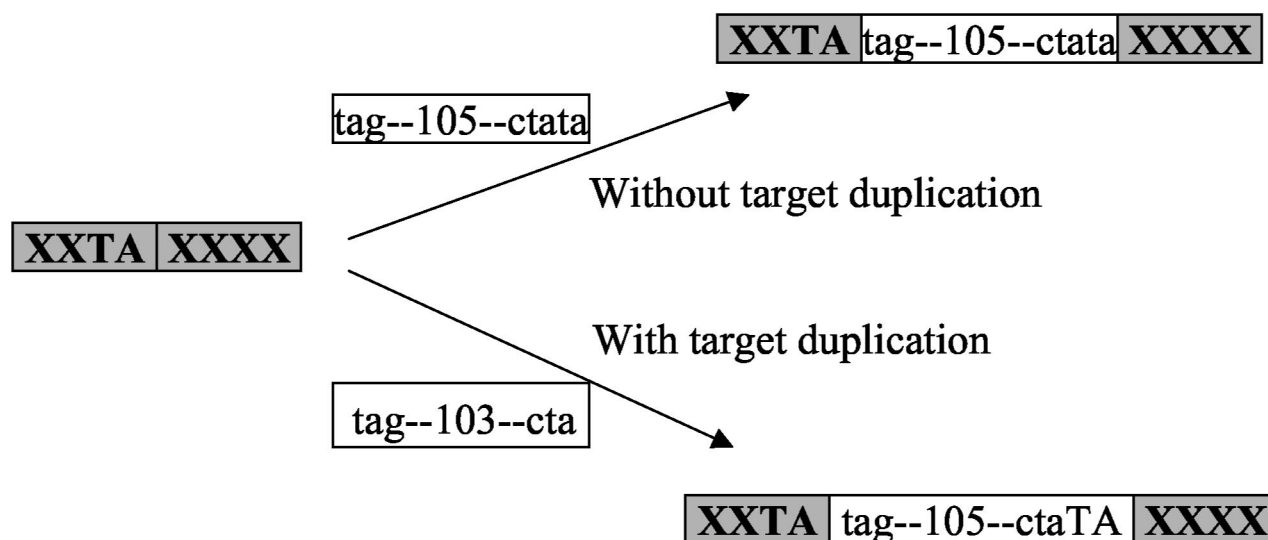 XXTA tag--105--ctata XXXX
tag--105--ctata
Without target duplication
XXTA XXXX
With target duplication
tag--103--cta
XXTA tag--105--ctaTA XXXX